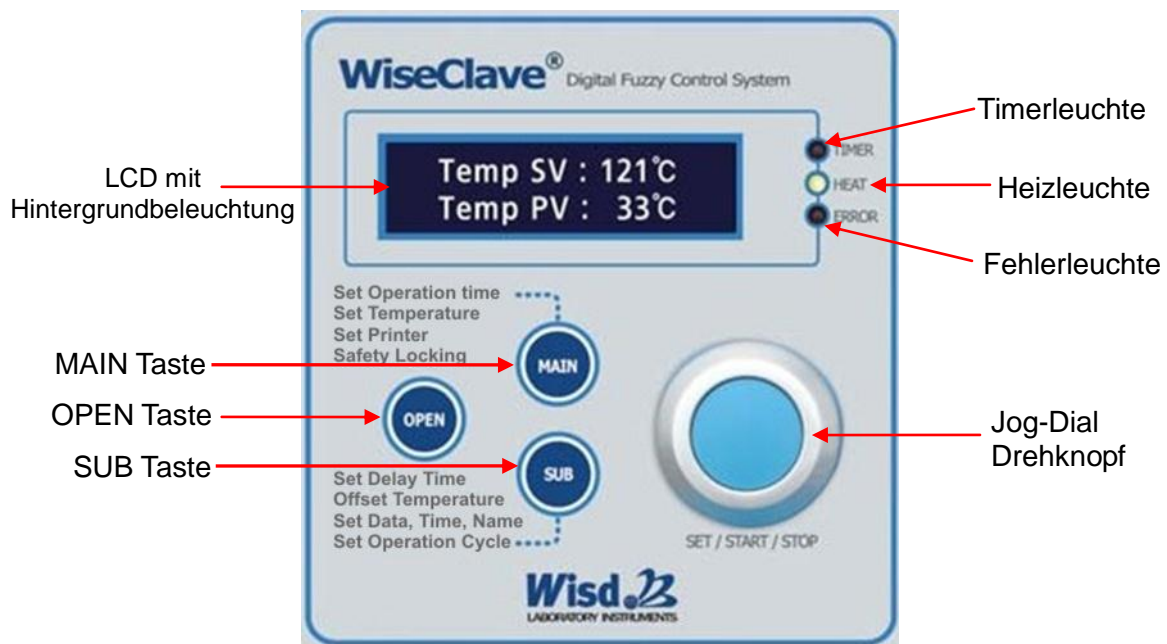 WiseClave® Digital Fuzzy Control System
Timerleuchte
TIMER
LCD mit
Hintergrundbeleuchtung
Temp SV : 121℃
Temp PV : 33℃
HEAT
Heizleuchte
ERROR
Fehlerleuchte
Set Operation time
Set Temperature
Set Printer
Safety Locking
MAIN Taste
MAIN
OPEN Taste
OPEN
SUB Taste
SUB
Jog-Dial
Drehknopf
Set Delay Time
Offset Temperature
Set Data, Time, Name
Set Operation Cycle
SET / START / STOP
Wisd.
LABORATORY INSTRUMENTS